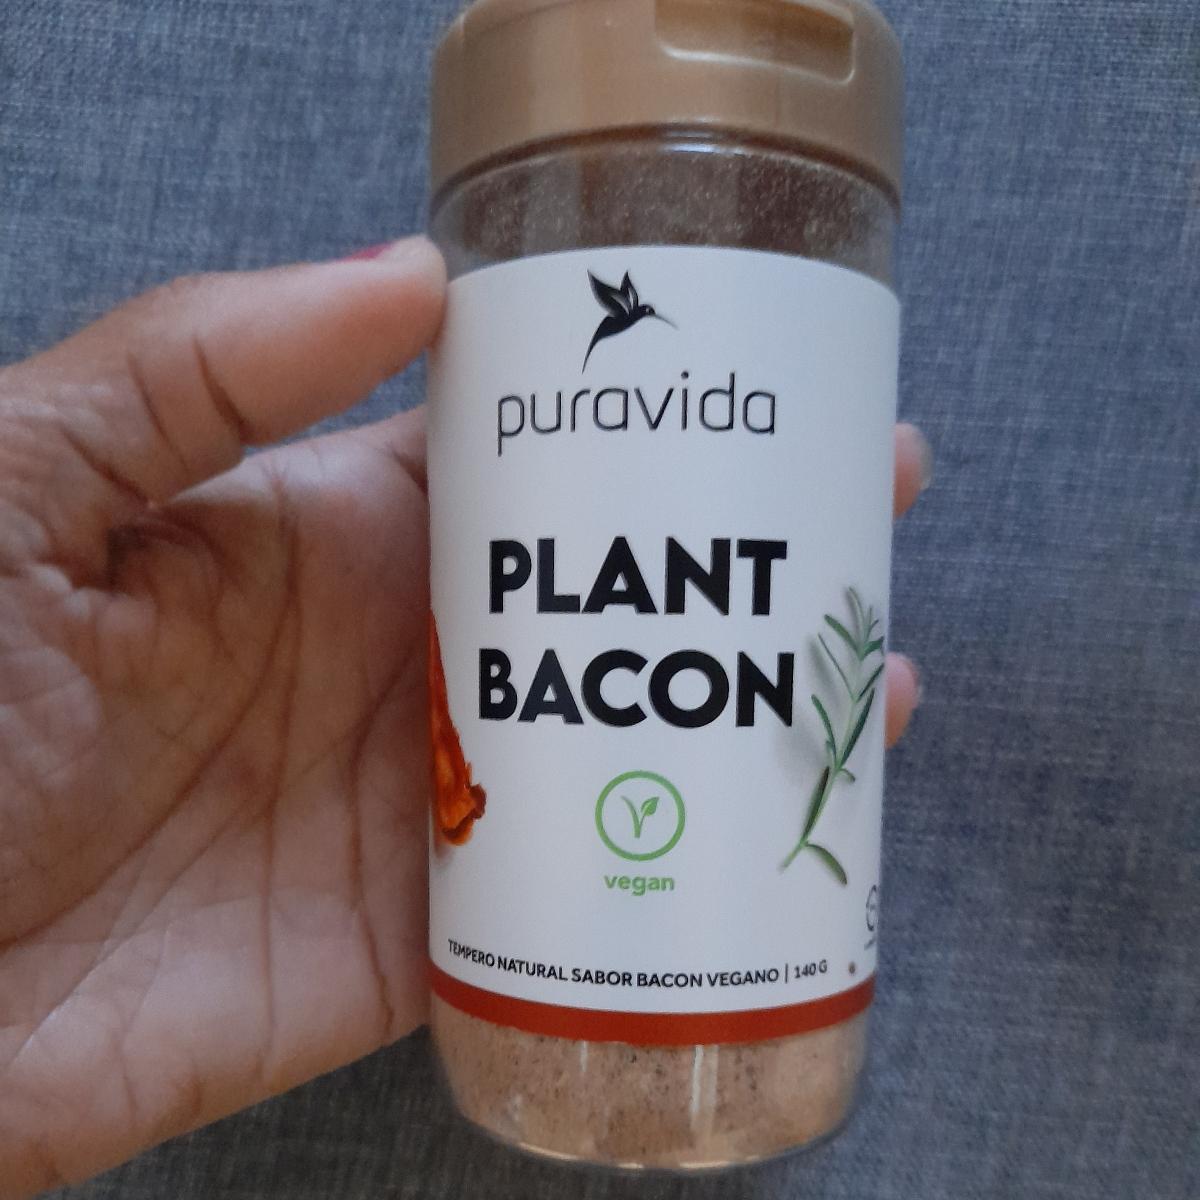 puravida
PLANT
BACON
vegan
TEMPERO NATURAL SABOR BACON VEGANO | 140 G